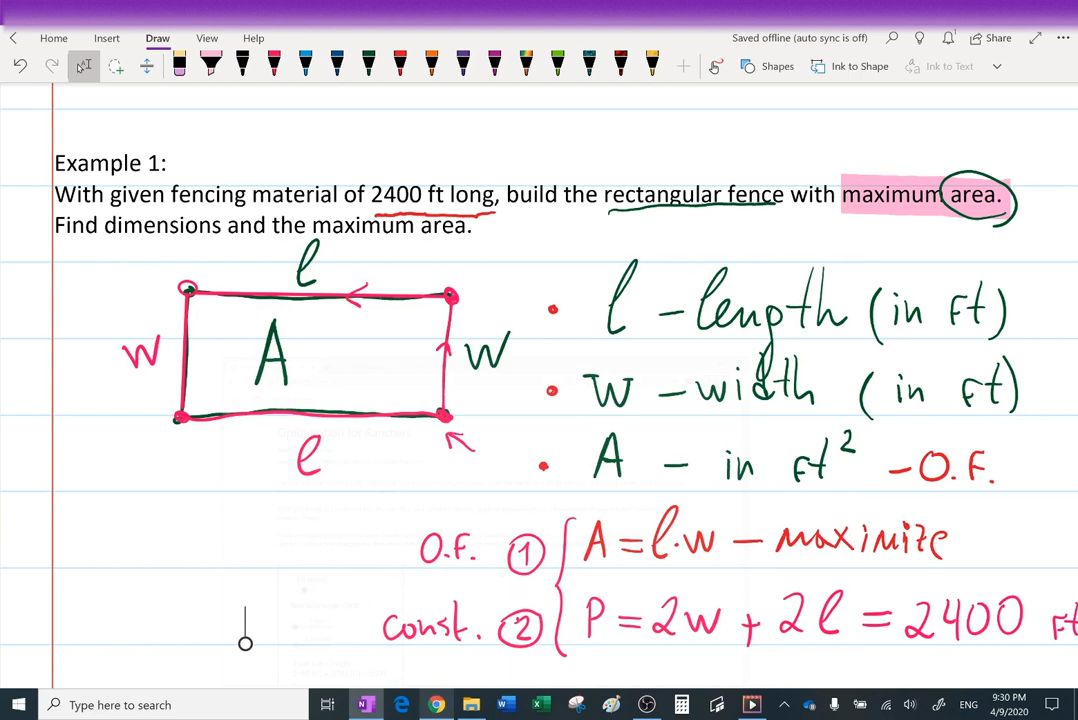 Home Insert Draw View Help Saved offline (auto sync is off) Share
Shapes Ink to Shape Ink to Text
Example 1:
With given fencing material of 2400 ft long, build the rectangular fence with maximum area.
Find dimensions and the maximum area.
l
w A w
l
• l – length (in ft)
• w – width (in ft)
• A – in ft² – O.F.
O.F. ① A = l·w – maximize
const. ② P = 2w + 2l = 2400 ft
Type here to search
ENG
9:30 PM
4/9/2020